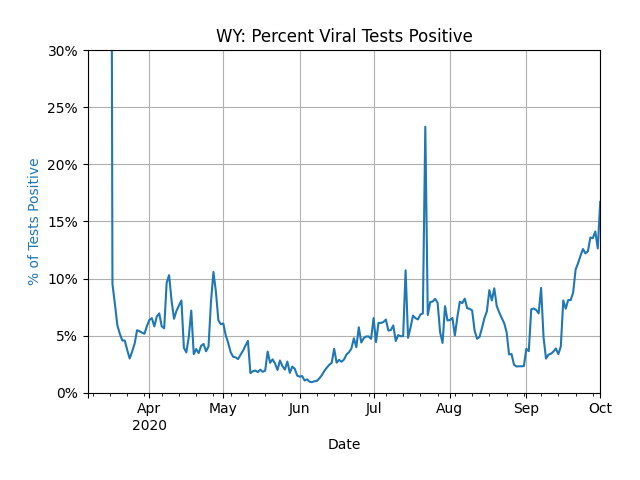 WY: Percent Viral Tests Positive
30%
25%
20%
15%
10%
5%
0%
% of Tests Positive
Apr May Jun Jul Aug Sep Oct
2020
Date